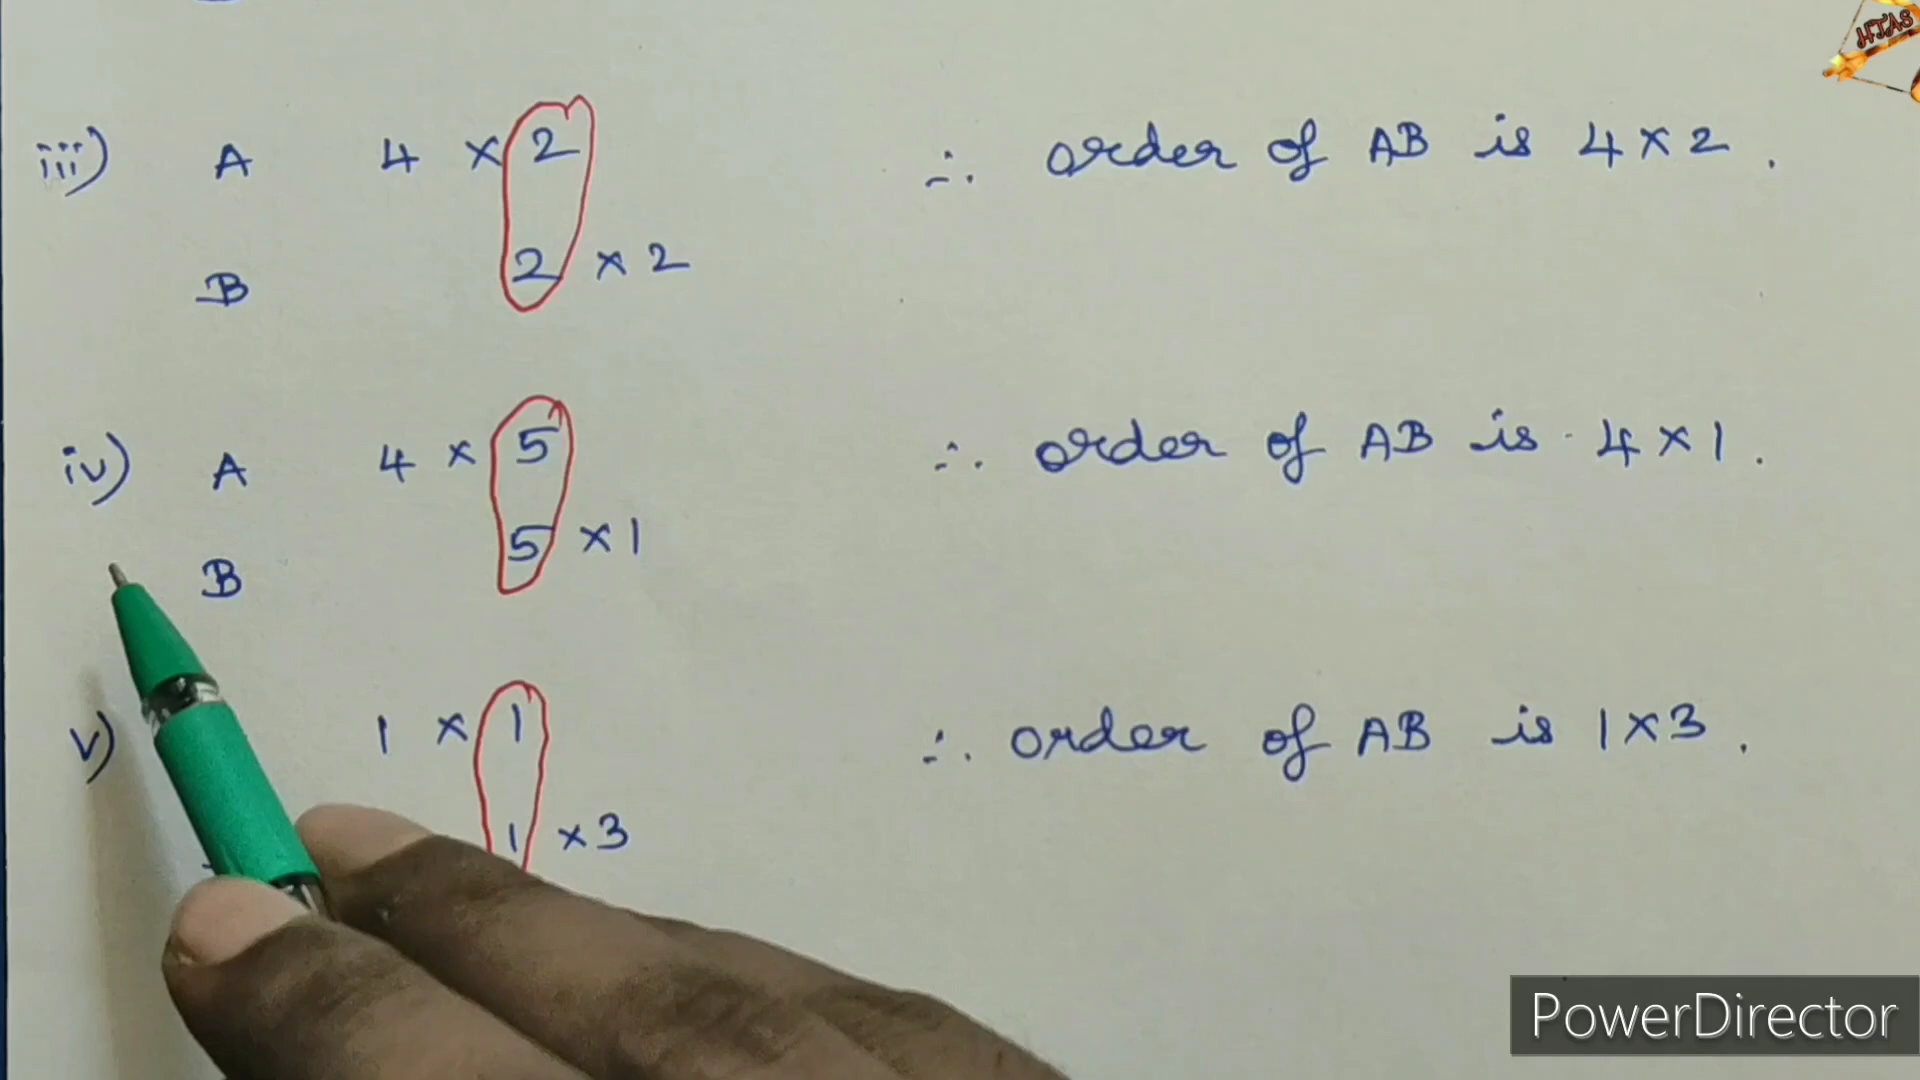 HTAS
iii) A 4 × 2 ∴ order of AB is 4 × 2 .
B 2 × 2
iv) A 4 × 5 ∴ order of AB is 4 × 1 .
B 5 × 1
v) 1 × 1 ∴ order of AB is 1 × 3 .
1 × 3
PowerDirector